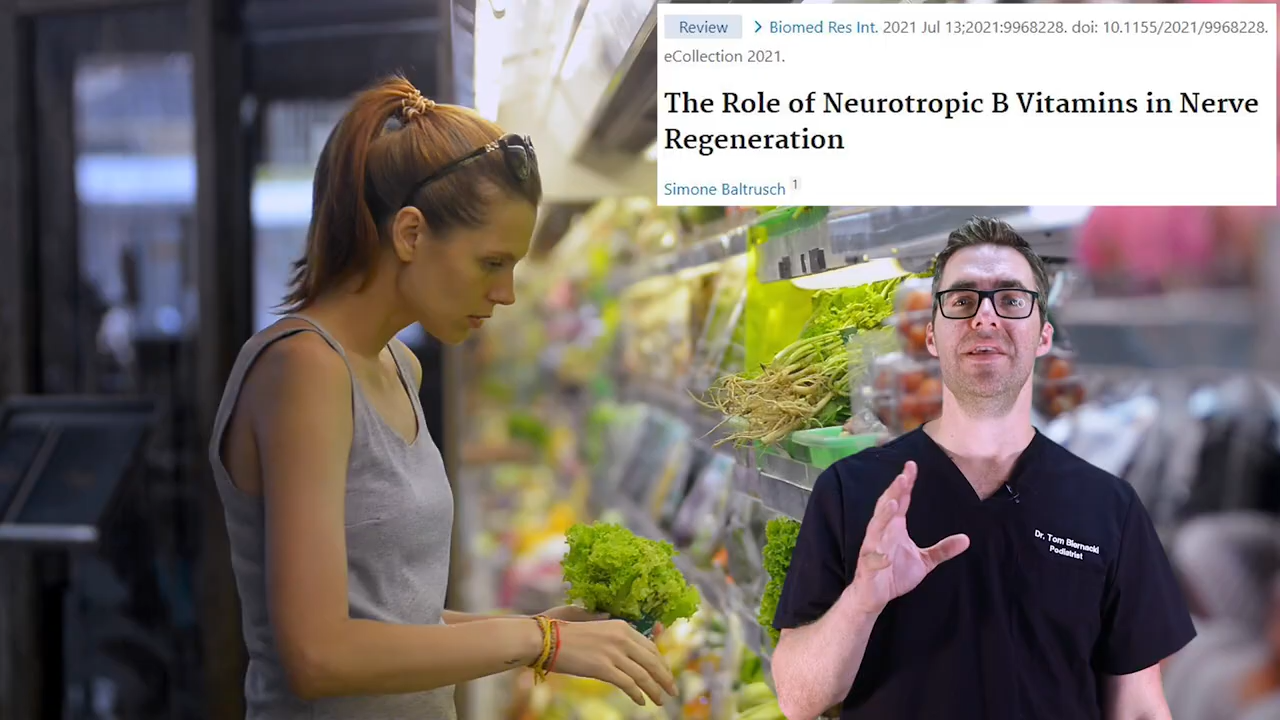 Review > Biomed Res Int. 2021 Jul 13;2021:9968228. doi: 10.1155/2021/9968228.
eCollection 2021.
The Role of Neurotropic B Vitamins in Nerve
Regeneration
Simone Baltrusch 1
Dr. Tom Biernacki
Podiatrist